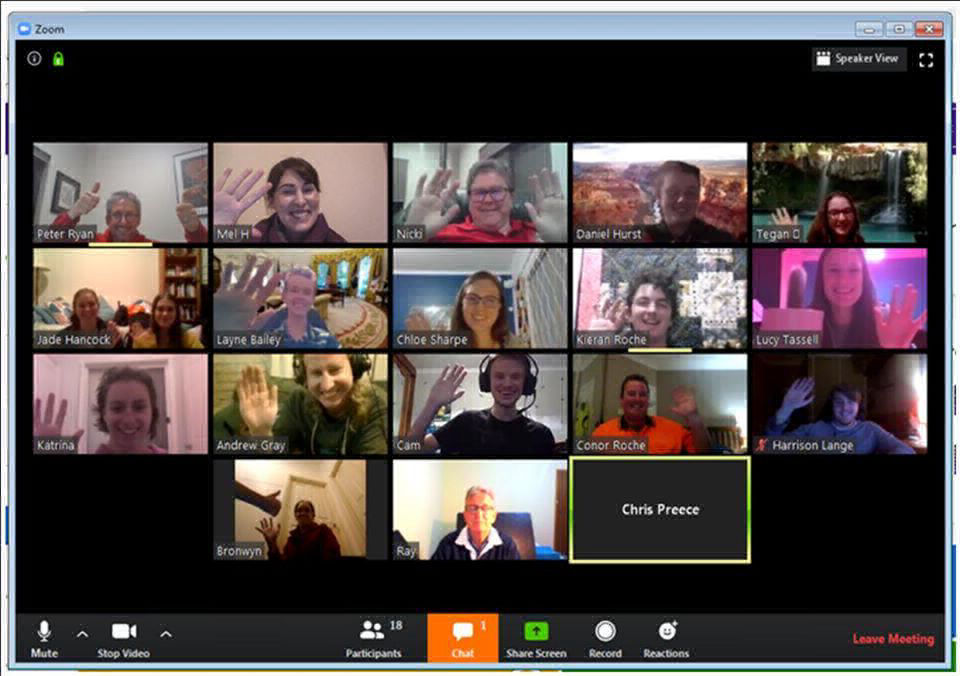 Zoom
Speaker View
Peter Ryan
Mel H
Nicki
Daniel Hurst
Tegan
Jade Hancock
Layne Bailey
Chloe Sharpe
Kieran Roche
Lucy Tassell
Katrina
Andrew Gray
Cam
Conor Roche
Harrison Lange
Bronwyn
Ray
Chris Preece
18
1
Mute
Stop Video
Participants
Chat
Share Screen
Record
Reactions
Leave Meeting